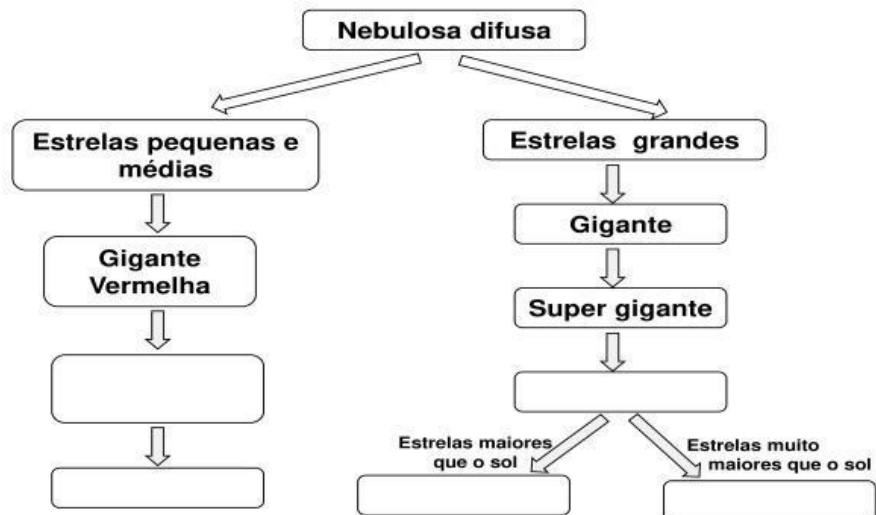 Nebulosa difusa
Estrelas pequenas e
médias
Gigante
Vermelha
Estrelas grandes
Gigante
Super gigante
Estrelas maiores
que o sol
Estrelas muito
maiores que o sol